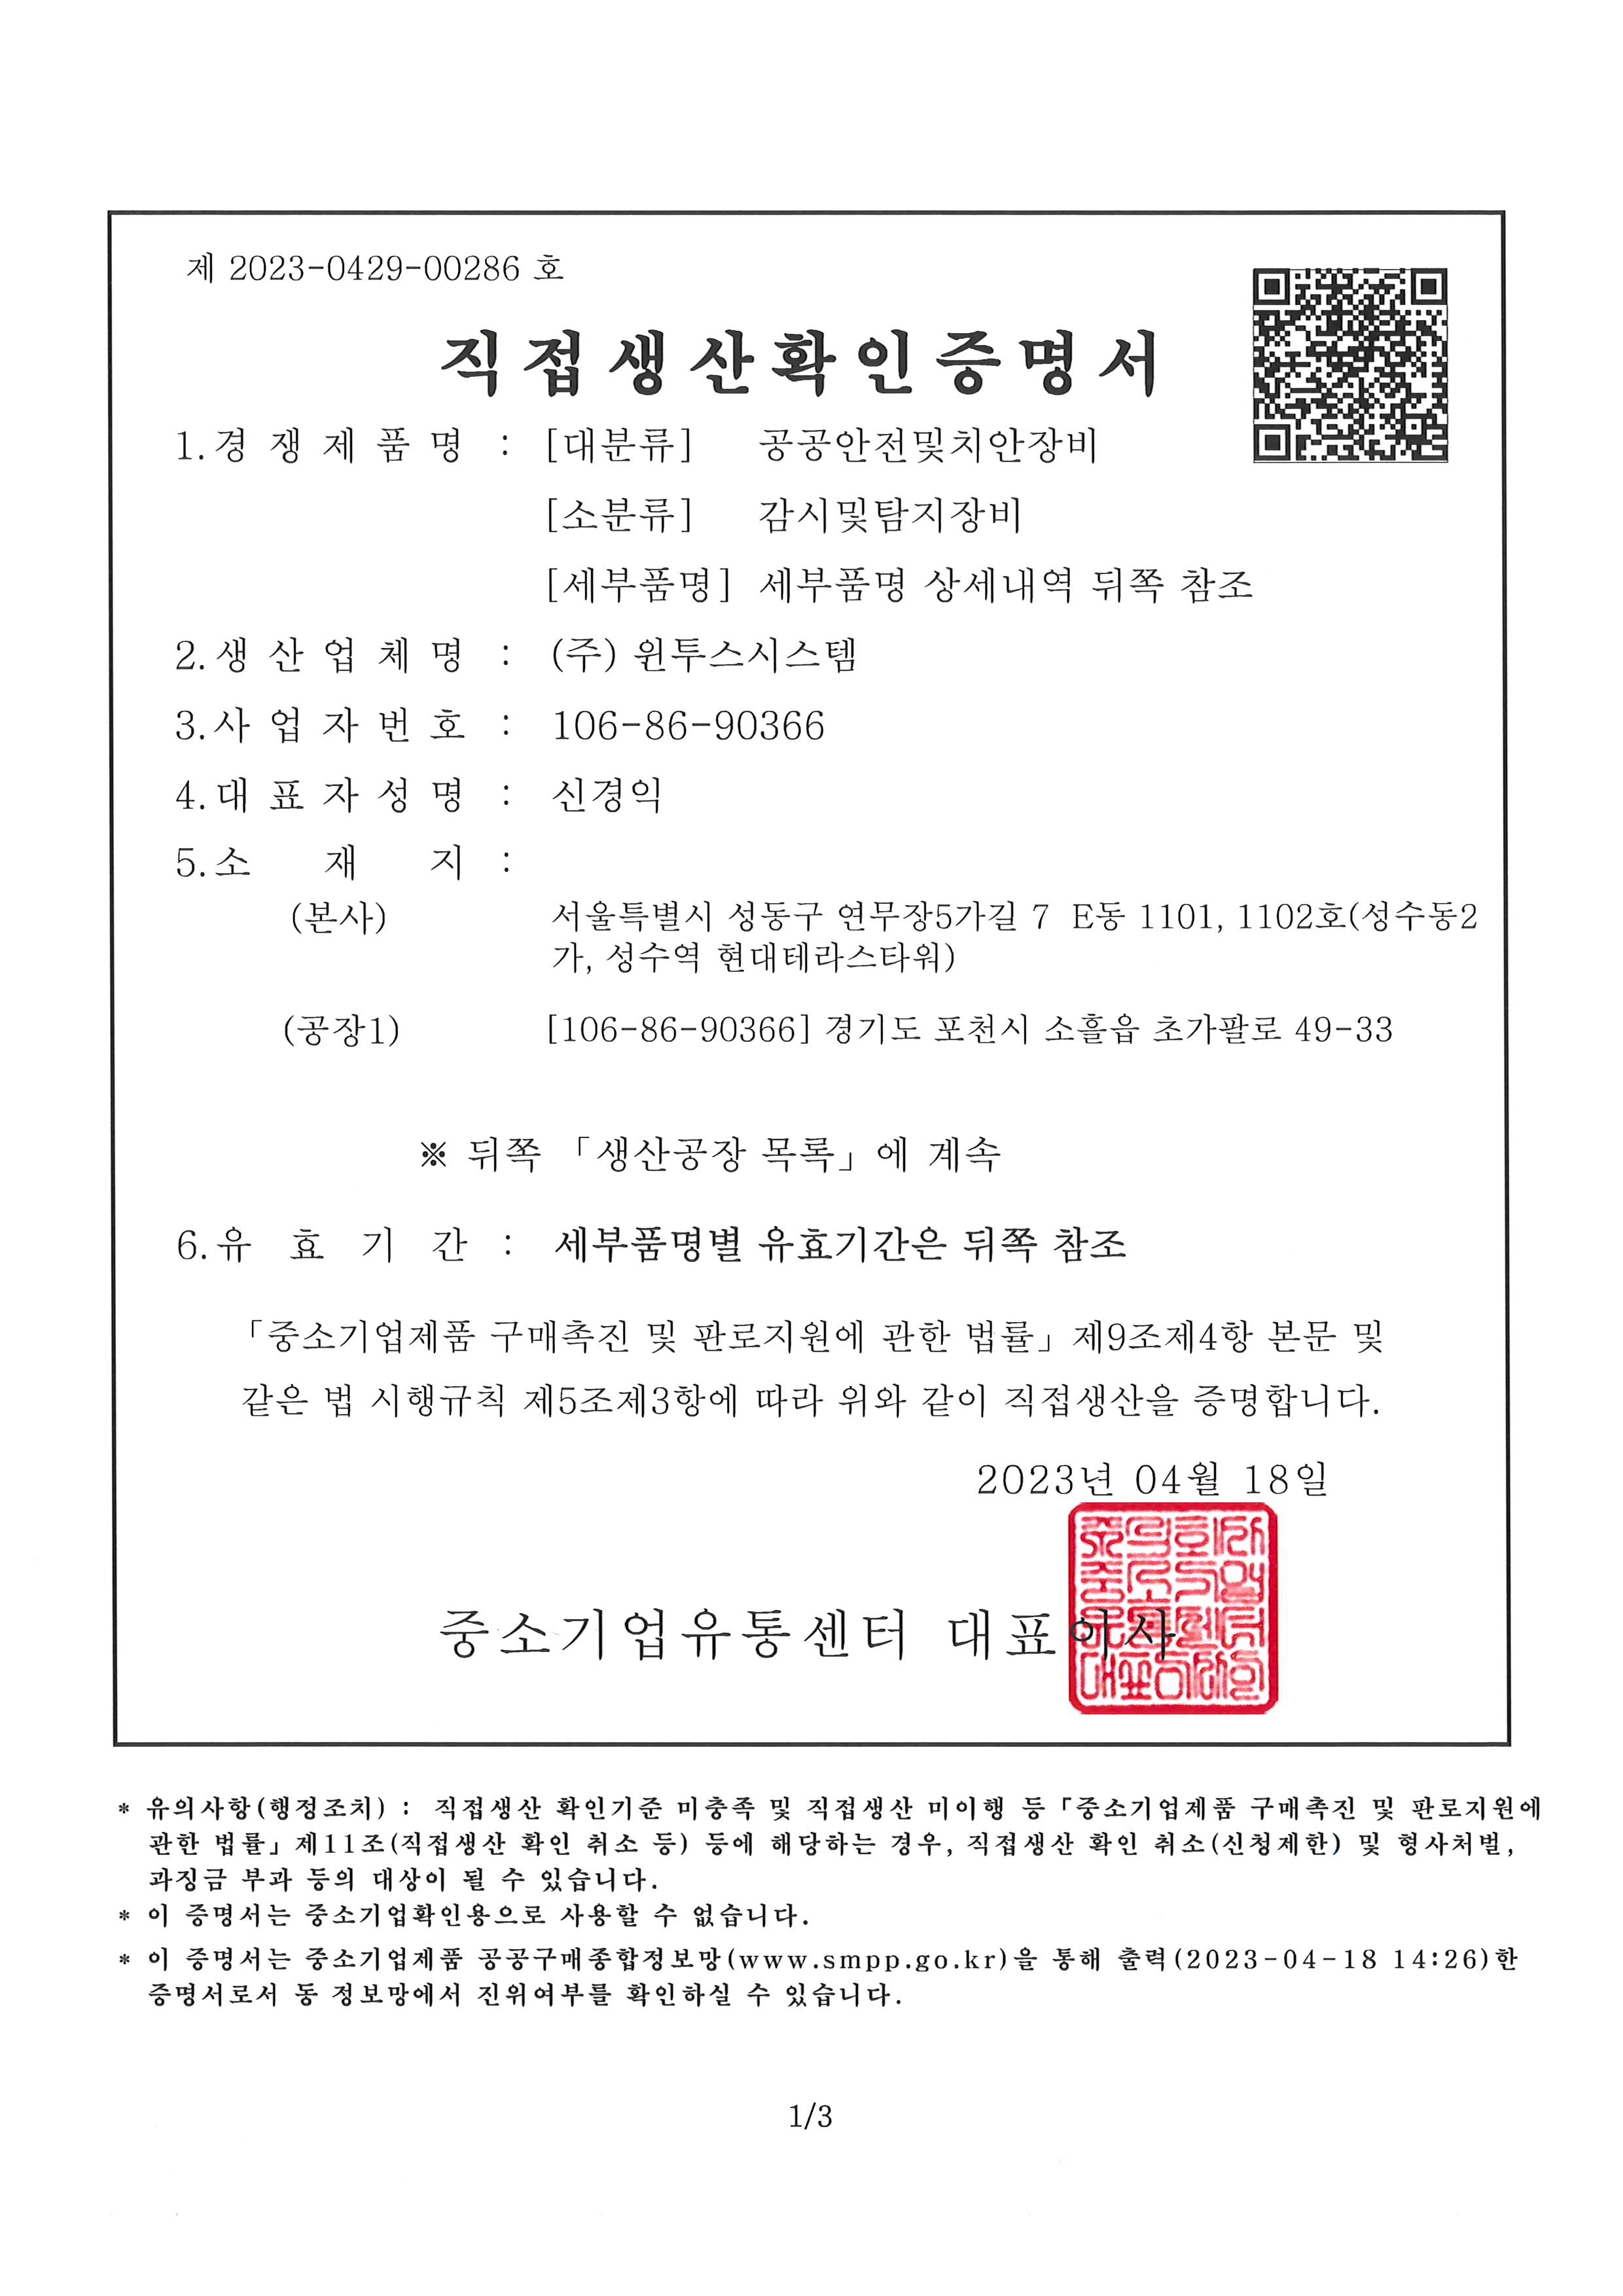 제 2023-0429-00286 호
직접생산확인증명서
1.경 쟁 제 품 명 : [대분류] 공공안전및치안장비
[소분류] 감시및탐지장비
[세부품명] 세부품명 상세내역 뒤쪽 참조
2.생 산 업 체 명 : (주) 윈투스시스템
3.사 업 자 번 호 : 106-86-90366
4.대 표 자 성 명 : 신경익
5.소 재 지 :
(본사) 서울특별시 성동구 연무장5가길 7 E동 1101, 1102호(성수동2
가, 성수역 현대테라스타워)
(공장1) [106-86-90366] 경기도 포천시 소흘읍 초가팔로 49-33
※ 뒤쪽 「생산공장 목록」에 계속
6.유 효 기 간 : 세부품명별 유효기간은 뒤쪽 참조
「중소기업제품 구매촉진 및 판로지원에 관한 법률」제9조제4항 본문 및
같은 법 시행규칙 제5조제3항에 따라 위와 같이 직접생산을 증명합니다.
2023년 04월 18일
중소기업유통센터 대표이사
* 유의사항(행정조치) : 직접생산 확인기준 미충족 및 직접생산 미이행 등「중소기업제품 구매촉진 및 판로지원에
관한 법률」제11조(직접생산 확인 취소 등) 등에 해당하는 경우, 직접생산 확인 취소(신청제한) 및 형사처벌,
과징금 부과 등의 대상이 될 수 있습니다.
* 이 증명서는 중소기업확인용으로 사용할 수 없습니다.
* 이 증명서는 중소기업제품 공공구매종합정보망(www.smpp.go.kr)을 통해 출력(2023-04-18 14:26)한
증명서로서 동 정보망에서 진위여부를 확인하실 수 있습니다.
1/3